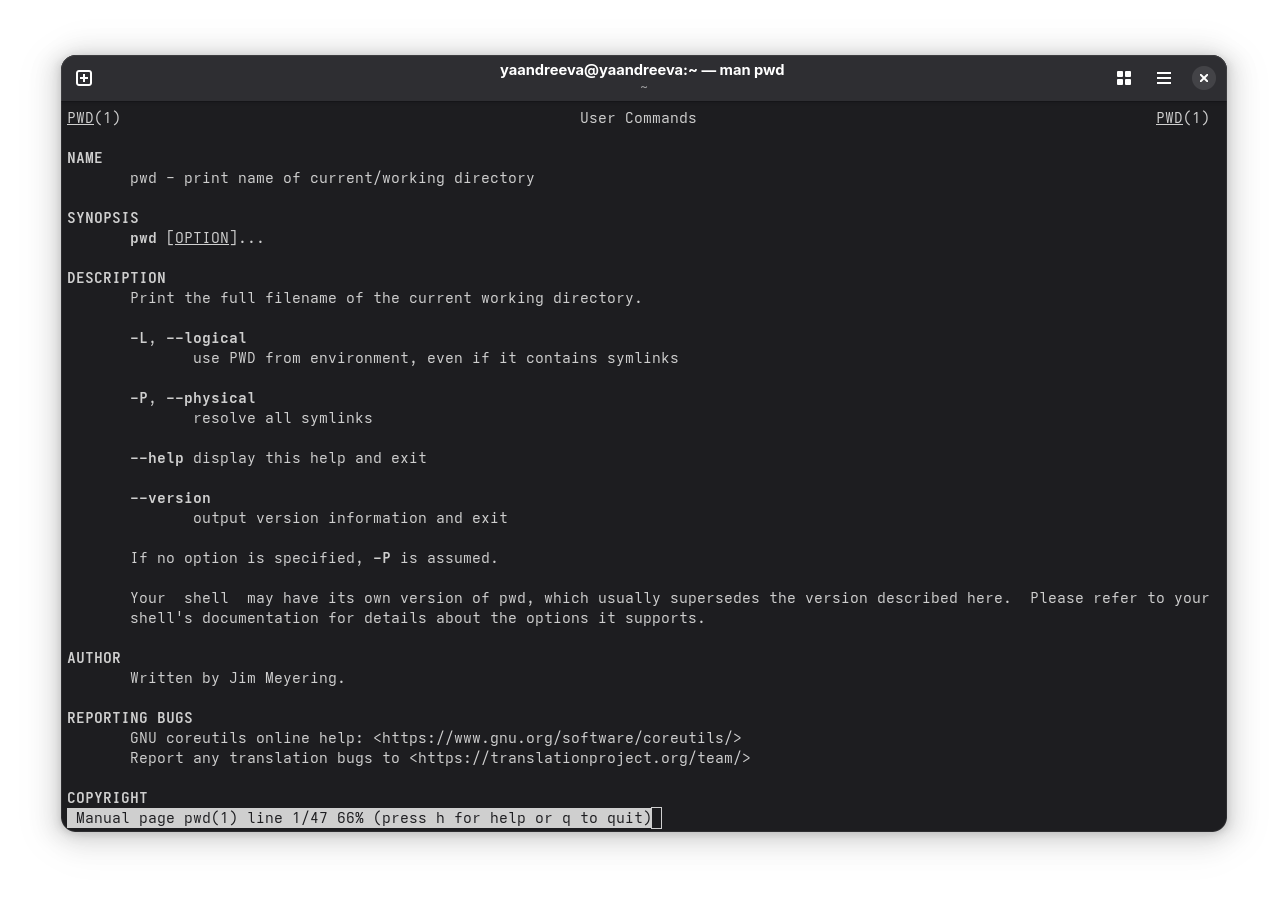 yaandreeva@yaandreeva:~ — man pwd
~
PWD(1) User Commands PWD(1)
NAME
pwd - print name of current/working directory
SYNOPSIS
pwd [OPTION]...
DESCRIPTION
Print the full filename of the current working directory.
-L, --logical
use PWD from environment, even if it contains symlinks
-P, --physical
resolve all symlinks
--help display this help and exit
--version
output version information and exit
If no option is specified, -P is assumed.
Your  shell  may have its own version of pwd, which usually supersedes the version described here.  Please refer to your
shell's documentation for details about the options it supports.
AUTHOR
Written by Jim Meyering.
REPORTING BUGS
GNU coreutils online help: <https://www.gnu.org/software/coreutils/>
Report any translation bugs to <https://translationproject.org/team/>
COPYRIGHT
Manual page pwd(1) line 1/47 66% (press h for help or q to quit)